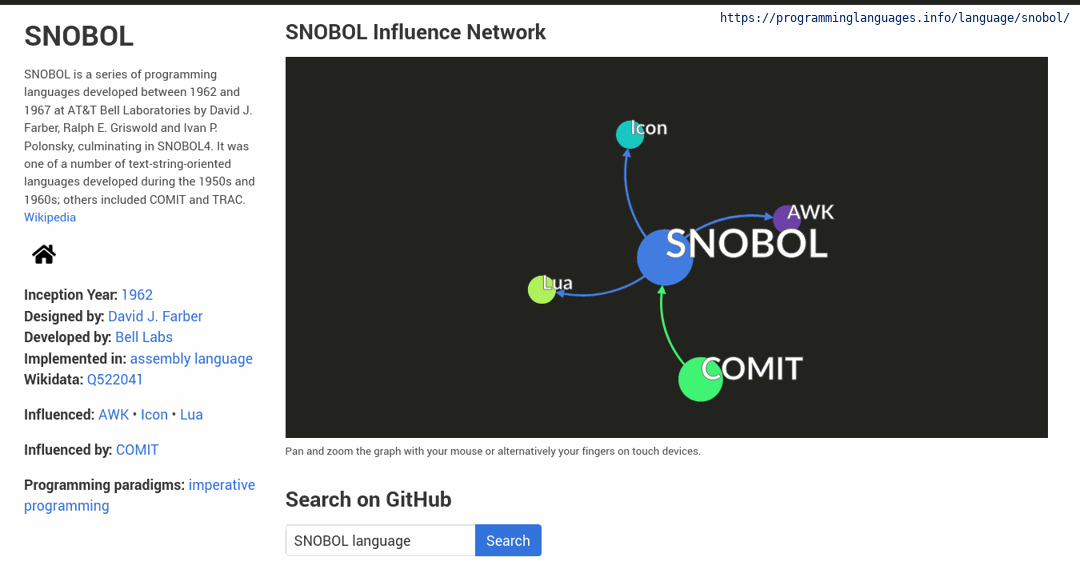 https://programminglanguages.info/language/snobol/
SNOBOL
SNOBOL is a series of programming
languages developed between 1962 and
1967 at AT&T Bell Laboratories by David J.
Farber, Ralph E. Griswold and Ivan P.
Polonsky, culminating in SNOBOL4. It was
one of a number of text-string-oriented
languages developed during the 1950s and
1960s; others included COMIT and TRAC.
Wikipedia
Inception Year: 1962
Designed by: David J. Farber
Developed by: Bell Labs
Implemented in: assembly language
Wikidata: Q522041
Influenced: AWK • Icon • Lua
Influenced by: COMIT
Programming paradigms: imperative
programming
SNOBOL Influence Network
Icon
AWK
SNOBOL
Lua
COMIT
Pan and zoom the graph with your mouse or alternatively your fingers on touch devices.
Search on GitHub
SNOBOL language
Search